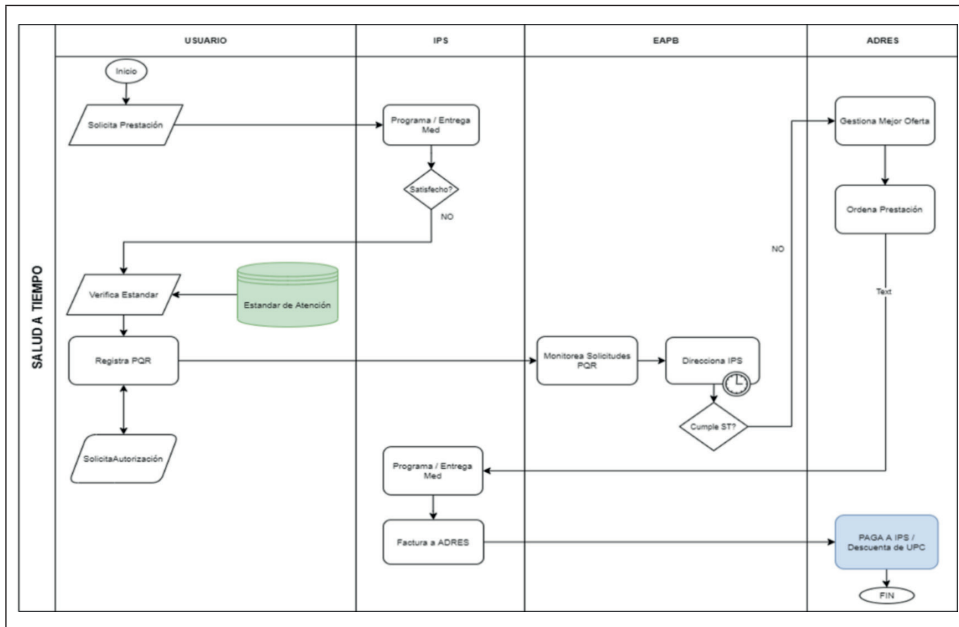 SALUD A TIEMPO
USUARIO
IPS
EAPB
ADRES
Inicio
Solicita Prestación
Programa / Entrega
Med
Gestiona Mejor Oferta
Satisfecho?
NO
Ordena Prestación
NO
Verifica Estandar
Estandar de Atención
Text
Registra PQR
Monitorea Solicitudes
PQR
Direcciona IPS
Cumple ST?
SolicitaAutorización
Programa / Entrega
Med
Factura a ADRES
PAGA A IPS /
Descuenta de UPC
FIN